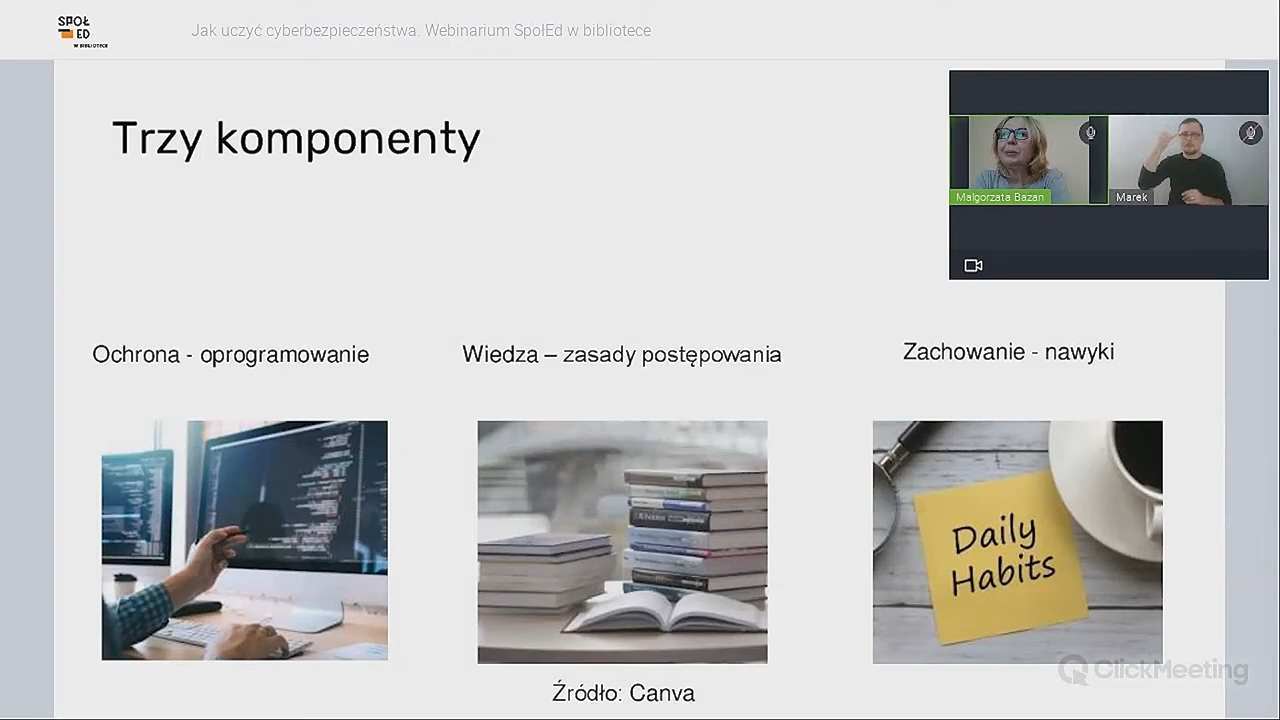 SPOŁ
ED
W BIBLIOTECE
Jak uczyć cyberbezpieczeństwa. Webinarium SpołEd w bibliotece
Trzy komponenty
Malgorzata Bazan
Marek
Ochrona - oprogramowanie
Wiedza – zasady postępowania
Zachowanie - nawyki
Daily
Habits
Źródło: Canva
ClickMeeting